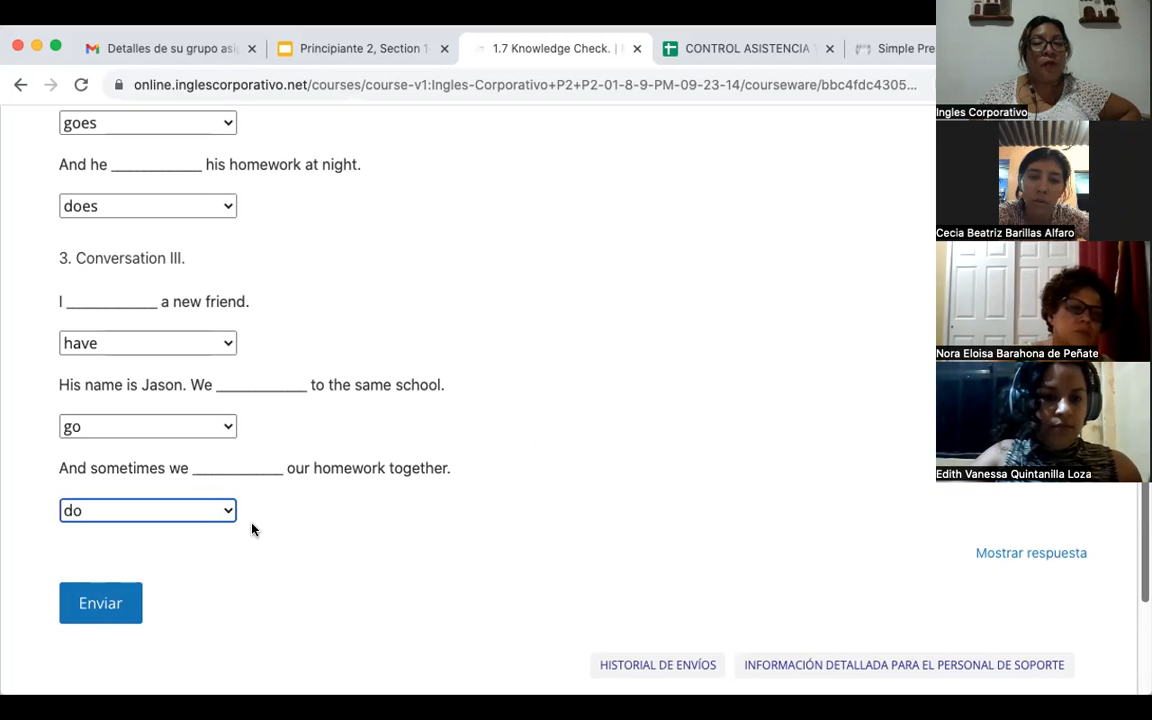 Detalles de su grupo asi
Principiante 2, Section 1
1.7 Knowledge Check. |
CONTROL ASISTENCIA
Simple Pre
online.inglescorporativo.net/courses/course-v1:Ingles-Corporativo+P2+P2-01-8-9-PM-09-23-14/courseware/bbc4fdc4305...
goes
And he ____________ his homework at night.
does
3. Conversation III.
I ____________ a new friend.
have
His name is Jason. We ____________ to the same school.
go
And sometimes we ____________ our homework together.
do
Mostrar respuesta
Enviar
HISTORIAL DE ENVÍOS
INFORMACIÓN DETALLADA PARA EL PERSONAL DE SOPORTE
Ingles Corporativo
Cecia Beatriz Barillas Alfaro
Nora Eloisa Barahona de Peñate
Edith Vanessa Quintanilla Loza